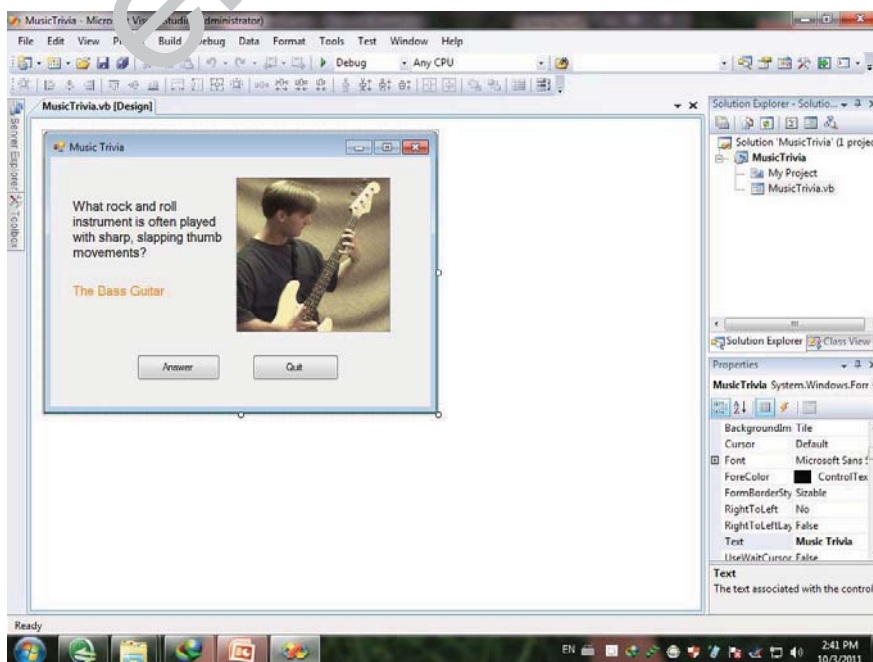 MusicTrivia - Micro
File Edit View Build Data Format Tools Test Window Help
Debug Any CPU
MusicTrivia.vb [Design]
Server Explorer
Toolbox
Music Trivia
What rock and roll
instrument is often played
with sharp, slapping thumb
movements?
The Bass Guitar
Answer Quit
Solution Explorer - Solutio...
Solution 'MusicTrivia' (1 projec
MusicTrivia
My Project
MusicTrivia.vb
Solution Explorer Class View
Properties
MusicTrivia System.Windows.Forr
BackgroundIm Tile
Cursor Default
Font Microsoft Sans S
ForeColor ControlTex
FormBorderSty Sizable
RightToLeft No
RightToLeftLay False
Text Music Trivia
UseWaitCursor False
Text
The text associated with the control
Ready
EN
2:41 PM
10/3/2011